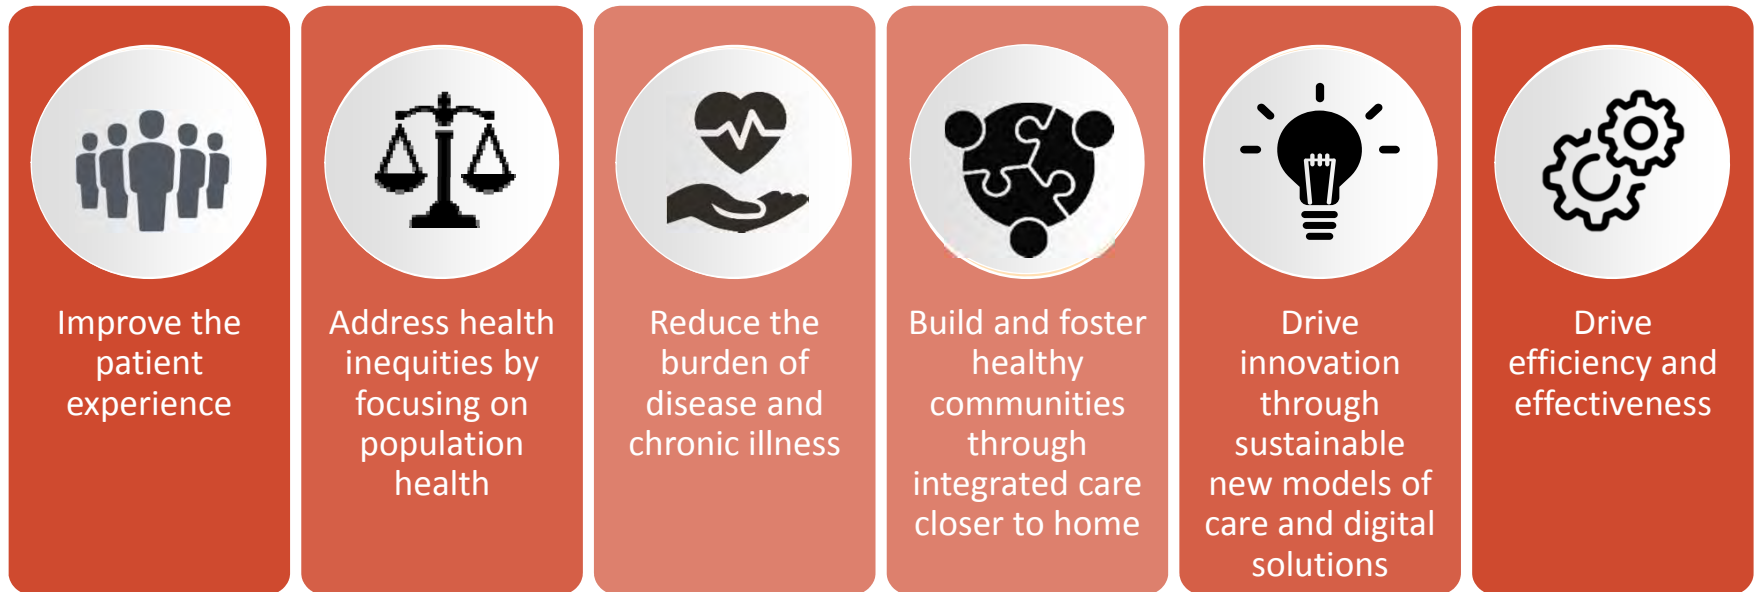 Improve the
patient
experience
Address health
inequities by
focusing on
population
health
Reduce the
burden of
disease and
chronic illness
Build and foster
healthy
communities
through
integrated care
closer to home
Drive
innovation
through
sustainable
new models of
care and digital
solutions
Drive
efficiency and
effectiveness